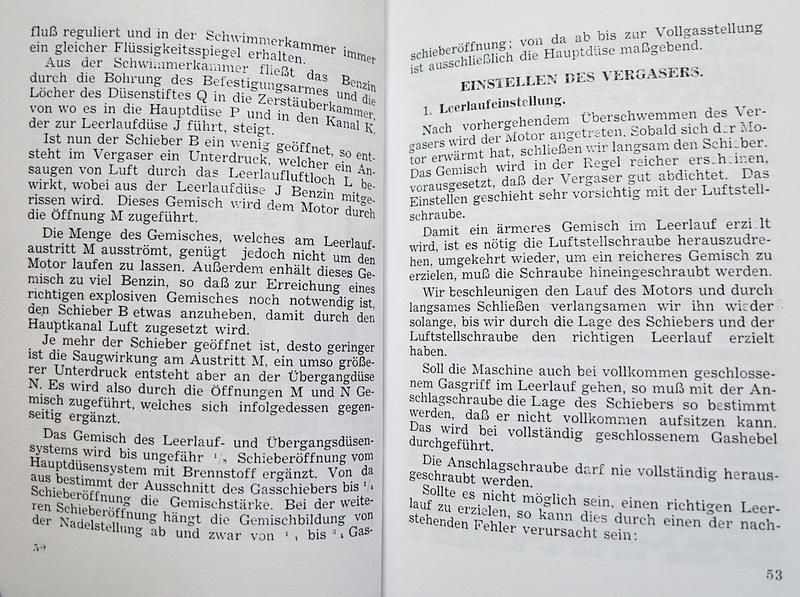 fluß reguliert und in der Schwimmerkammer immer
ein gleicher Flüssigkeitsspiegel erhalten.
Aus der Schwimmerkammer fließt das Benzin
durch die Bohrung des Befestigungsarmes und die
Löcher des Düsenstiftes Q in die Zerstäuberkammer,
von wo es in die Hauptdüse P und in den Kanal K,
der zur Leerlaufdüse J führt, steigt.
Ist nun der Schieber B ein wenig geöffnet, so ent-
steht im Vergaser ein Unterdruck, welcher ein An-
saugen von Luft durch das Leerlaufluftloch L be-
wirkt, wobei aus der Leerlaufdüse J Benzin mitge-
rissen wird. Dieses Gemisch wird dem Motor durch
die Öffnung M zugeführt.
Die Menge des Gemisches, welches am Leerlauf-
austritt M ausströmt, genügt jedoch nicht um den
Motor laufen zu lassen. Außerdem enhält dieses Ge-
misch zu viel Benzin, so daß zur Erreichung eines
richtigen explosiven Gemisches noch notwendig ist,
den Schieber B etwas anzuheben, damit durch den
Hauptkanal Luft zugesetzt wird.
Je mehr der Schieber geöffnet ist, desto geringer
ist die Saugwirkung am Austritt M, ein umso größe-
rer Unterdruck entsteht aber an der Übergangdüse
N. Es wird also durch die Öffnungen M und N Ge-
misch zugeführt, welches sich infolgedessen gegen-
seitig ergänzt.
Das Gemisch des Leerlauf- und Übergangsdüsen-
systems wird bis ungefähr 1/8 Schieberöffnung vom
Hauptdüsensystem mit Brennstoff ergänzt. Von da
aus bestimmt der Ausschnitt des Gasschiebers bis 1/4
Schieberöffnung die Gemischstärke. Bei der weite-
ren Schieberöffnung hängt die Gemischbildung von
der Nadelstellung ab und zwar von 1/4 bis 3/4 Gas-
schieberöffnung; von da ab bis zur Vollgasstellung
ist ausschließlich die Hauptdüse maßgebend.
EINSTELLEN DES VERGASERS.
1. Leerlaufeinstellung.
Nach vorhergehendem Überschwemmen des Ver-
gasers wird der Motor angetreten. Sobald sich der Mo-
tor erwärmt hat, schließen wir langsam den Schieber.
Das Gemisch wird in der Regel reicher erscheinen,
vorausgesetzt, daß der Vergaser gut abdichtet. Das
Einstellen geschieht sehr vorsichtig mit der Luftstell-
schraube.
Damit ein ärmeres Gemisch im Leerlauf erzielt
wird, ist es nötig die Luftstellschraube herauszudre-
hen, umgekehrt wieder, um ein reicheres Gemisch zu
erzielen, muß die Schraube hineingeschraubt werden.
Wir beschleunigen den Lauf des Motors und durch
langsames Schließen verlangsamen wir ihn wieder
solange, bis wir durch die Lage des Schiebers und der
Luftstellschraube den richtigen Leerlauf erzielt
haben.
Soll die Maschine auch bei vollkommen geschlosse-
nem Gasgriff im Leerlauf gehen, so muß mit der An-
schlagschraube die Lage des Schiebers so bestimmt
werden, daß er nicht vollkommen aufsitzen kann.
Das wird bei vollständig geschlossenem Gashebel
durchgeführt.
Die Anschlagschraube darf nie vollständig heraus-
geschraubt werden.
Sollte es nicht möglich sein, einen richtigen Leer-
lauf zu erzielen, so kann dies durch einen der nach-
stehenden Fehler verursacht sein:
53